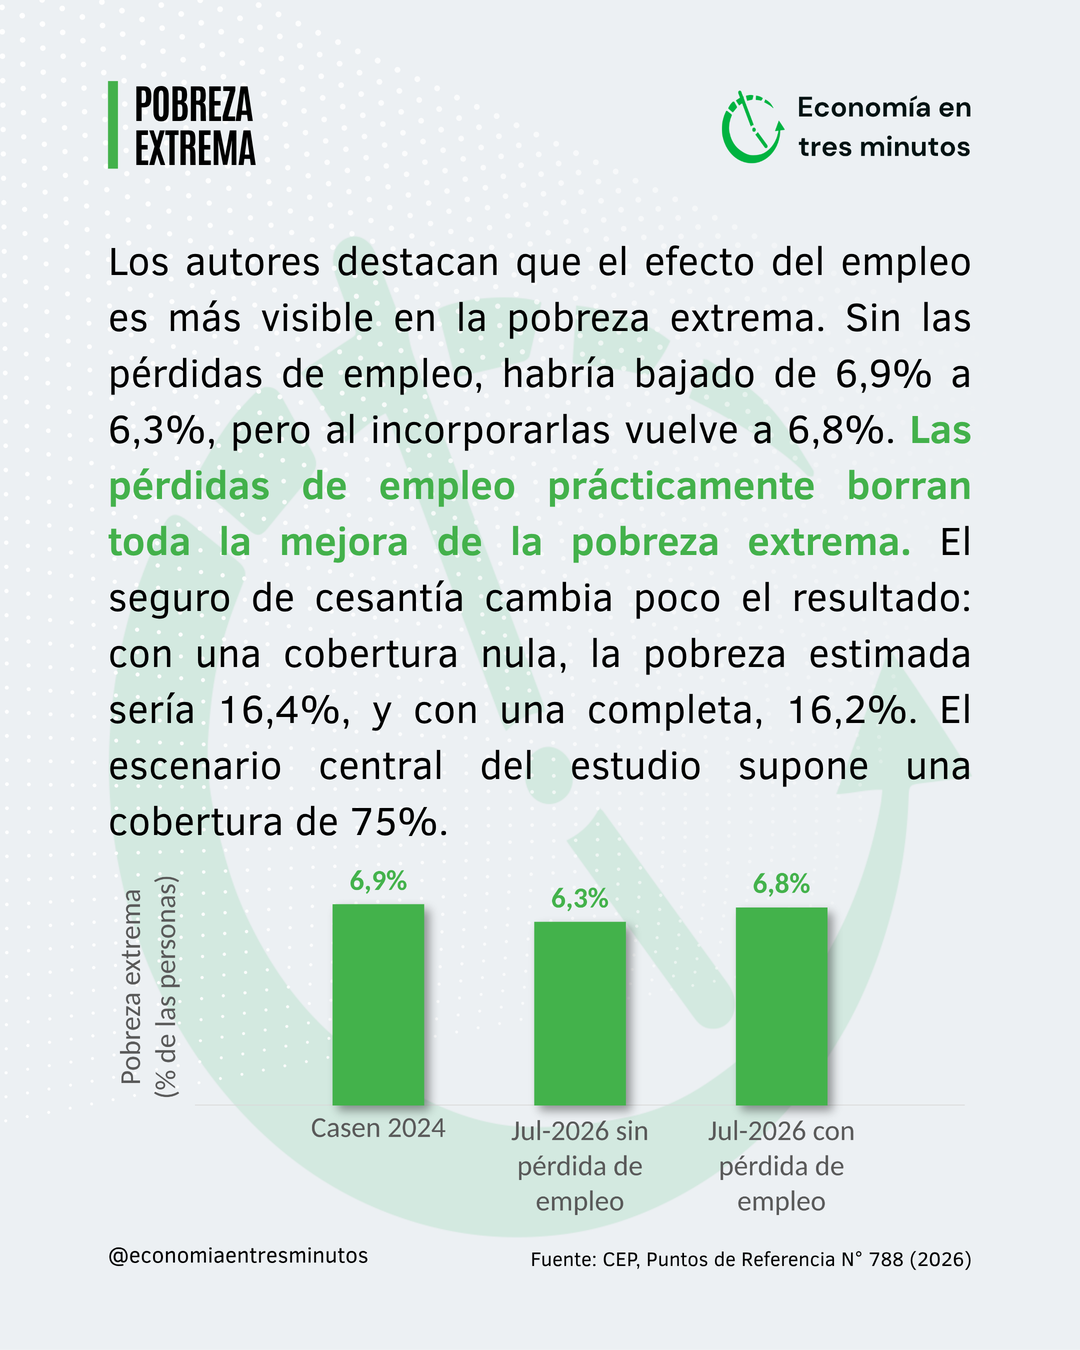 POBREZA
EXTREMA
Economía en
tres minutos
Los autores destacan que el efecto del empleo
es más visible en la pobreza extrema. Sin las
pérdidas de empleo, habría bajado de 6,9% a
6,3%, pero al incorporarlas vuelve a 6,8%. Las
pérdidas de empleo prácticamente borran
toda la mejora de la pobreza extrema. El
seguro de cesantía cambia poco el resultado:
con una cobertura nula, la pobreza estimada
sería 16,4%, y con una completa, 16,2%. El
escenario central del estudio supone una
cobertura de 75%.
Pobreza extrema
(% de las personas)
6,9%
6,3%
6,8%
Casen 2024
Jul-2026 sin
pérdida de
empleo
Jul-2026 con
pérdida de
empleo
@economiaentresminutos
Fuente: CEP, Puntos de Referencia N° 788 (2026)